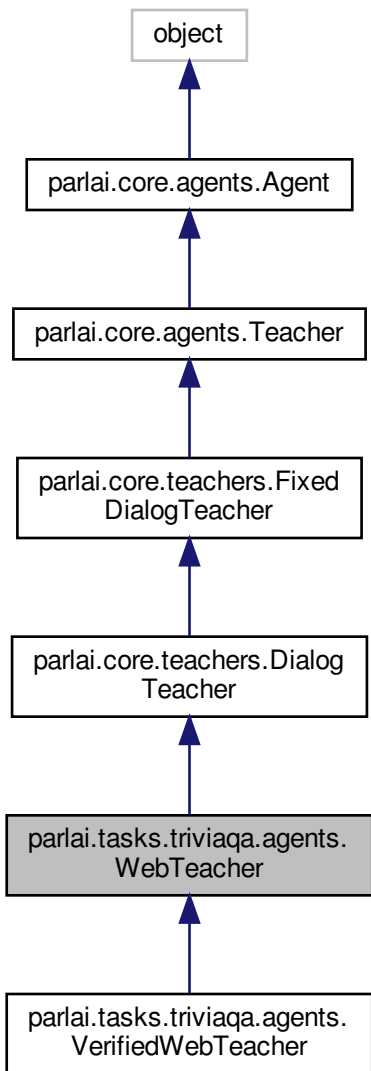 object
parlai.core.agents.Agent
parlai.core.agents.Teacher
parlai.core.teachers.Fixed
DialogTeacher
parlai.core.teachers.Dialog
Teacher
parlai.tasks.triviaqa.agents.
WebTeacher
parlai.tasks.triviaqa.agents.
VerifiedWebTeacher